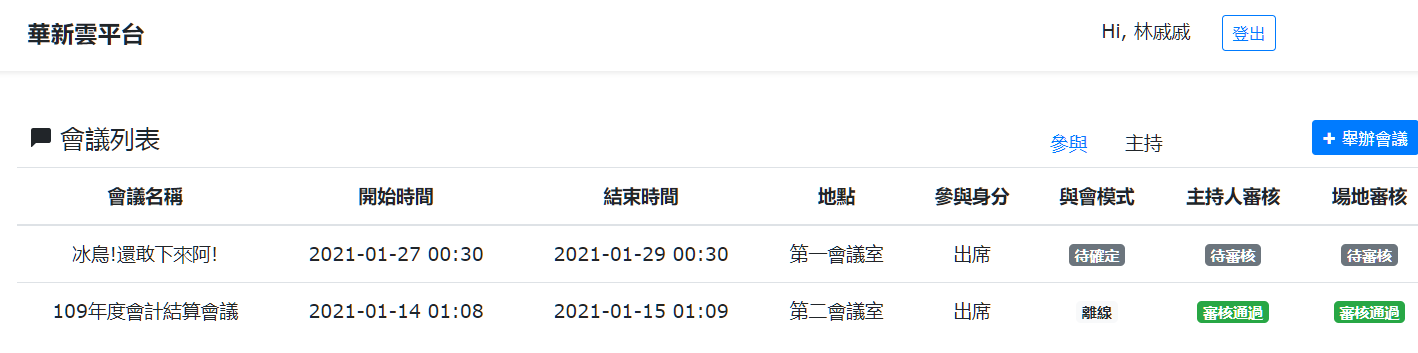 華新雲平台 Hi, 林戚戚 登出
會議列表 參與 主持 + 舉辦會議
會議名稱 開始時間 結束時間 地點 參與身分 與會模式 主持人審核 場地審核
冰鳥!還敢下來阿! 2021-01-27 00:30 2021-01-29 00:30 第一會議室 出席 待確定 待審核 待審核
109年度會計結算會議 2021-01-14 01:08 2021-01-15 01:09 第二會議室 出席 離線 審核通過 審核通過